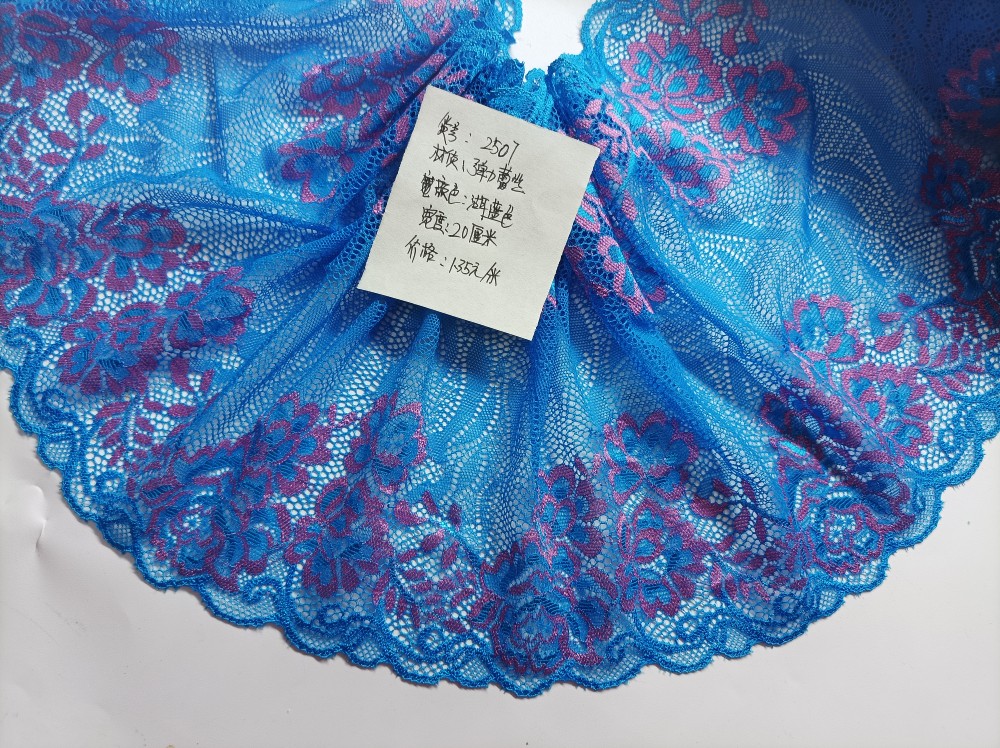 货号: 2507
材质: 弹力蕾丝
颜色: 湖蓝色
宽度: 20厘米
价格: 1.35元/米